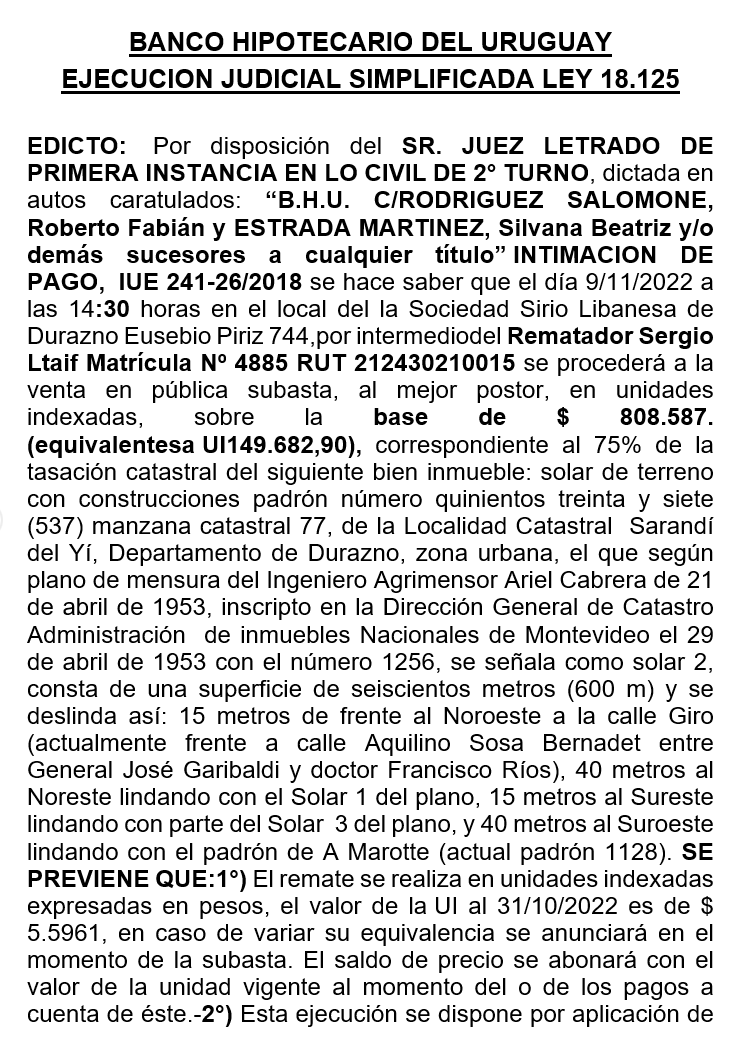 BANCO HIPOTECARIO DEL URUGUAY
EJECUCION JUDICIAL SIMPLIFICADA LEY 18.125
EDICTO: Por disposición del SR. JUEZ LETRADO DE
PRIMERA INSTANCIA EN LO CIVIL DE 2° TURNO, dictada en
autos caratulados: “B.H.U. C/RODRIGUEZ SALOMONE,
Roberto Fabián y ESTRADA MARTINEZ, Silvana Beatriz y/o
demás sucesores a cualquier título” INTIMACION DE
PAGO, IUE 241-26/2018 se hace saber que el día 9/11/2022 a
las 14:30 horas en el local del la Sociedad Sirio Libanesa de
Durazno Eusebio Piriz 744,por intermediodel Rematador Sergio
Ltaif Matrícula Nº 4885 RUT 212430210015 se procederá a la
venta en pública subasta, al mejor postor, en unidades
indexadas, sobre la base de $ 808.587.
(equivalentesa UI149.682,90), correspondiente al 75% de la
tasación catastral del siguiente bien inmueble: solar de terreno
con construcciones padrón número quinientos treinta y siete
(537) manzana catastral 77, de la Localidad Catastral Sarandí
del Yí, Departamento de Durazno, zona urbana, el que según
plano de mensura del Ingeniero Agrimensor Ariel Cabrera de 21
de abril de 1953, inscripto en la Dirección General de Catastro
Administración de inmuebles Nacionales de Montevideo el 29
de abril de 1953 con el número 1256, se señala como solar 2,
consta de una superficie de seiscientos metros (600 m) y se
deslinda así: 15 metros de frente al Noroeste a la calle Giro
(actualmente frente a calle Aquilino Sosa Bernadet entre
General José Garibaldi y doctor Francisco Ríos), 40 metros al
Noreste lindando con el Solar 1 del plano, 15 metros al Sureste
lindando con parte del Solar 3 del plano, y 40 metros al Suroeste
lindando con el padrón de A Marotte (actual padrón 1128). SE
PREVIENE QUE:1°) El remate se realiza en unidades indexadas
expresadas en pesos, el valor de la UI al 31/10/2022 es de $
5.5961, en caso de variar su equivalencia se anunciará en el
momento de la subasta. El saldo de precio se abonará con el
valor de la unidad vigente al momento del o de los pagos a
cuenta de éste.-2°) Esta ejecución se dispone por aplicación de